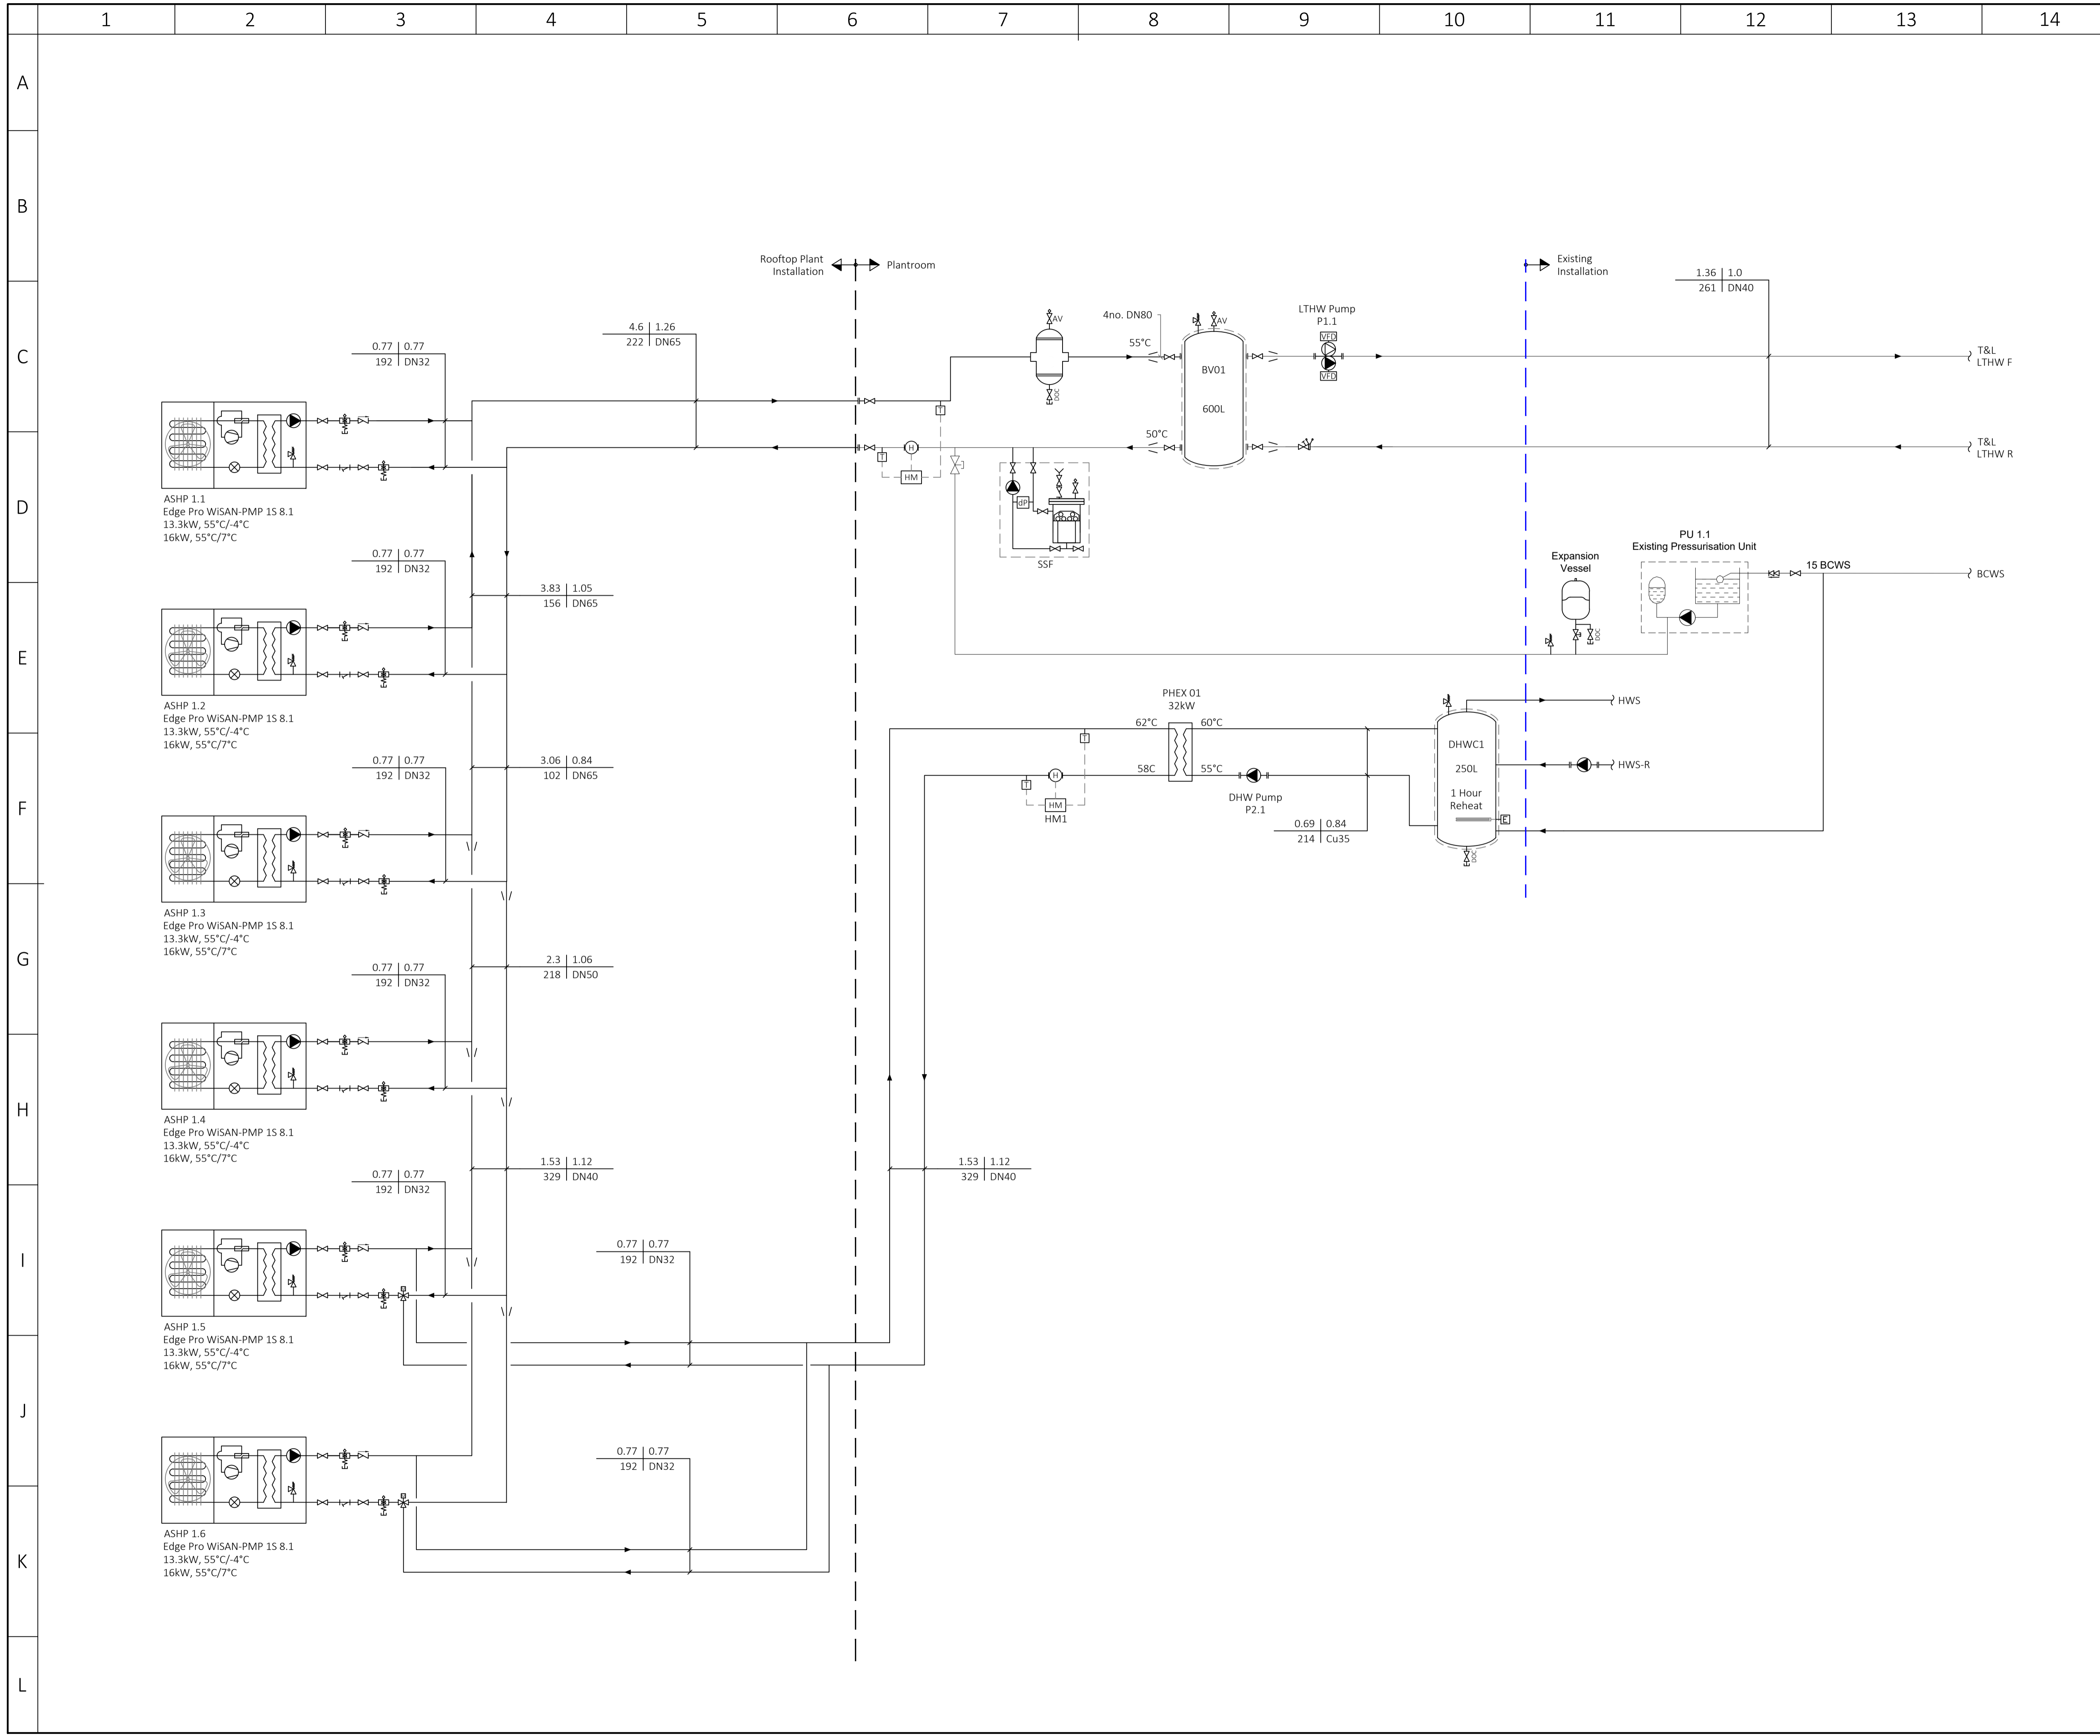 1 2 3 4 5 6 7 8 9 10 11 12 13 14
A
B
C
D
E
F
G
H
I
J
K
L
Rooftop Plant
Installation
Plantroom
Existing
Installation
1.36 | 1.0
261 | DN40
4.6 | 1.26
222 | DN65
0.77 | 0.77
192 | DN32
AV
DOC
4no. DN80
55°C
50°C
AV
BV01
600L
LTHW Pump
P1.1
VFD
VFD
T&L
LTHW F
T&L
LTHW R
T
T
H
HM
dP
SSF
ASHP 1.1
Edge Pro WiSAN-PMP 1S 8.1
13.3kW, 55°C/-4°C
16kW, 55°C/7°C
0.77 | 0.77
192 | DN32
3.83 | 1.05
156 | DN65
PU 1.1
Existing Pressurisation Unit
Expansion
Vessel
DOC
15 BCWS
BCWS
ASHP 1.2
Edge Pro WiSAN-PMP 1S 8.1
13.3kW, 55°C/-4°C
16kW, 55°C/7°C
0.77 | 0.77
192 | DN32
3.06 | 0.84
102 | DN65
PHEX 01
32kW
62°C
60°C
58C
55°C
T
T
H
HM
HM1
DHW Pump
P2.1
0.69 | 0.84
214 | Cu35
DHWC1
250L
1 Hour
Reheat
E
DOC
HWS
HWS-R
ASHP 1.3
Edge Pro WiSAN-PMP 1S 8.1
13.3kW, 55°C/-4°C
16kW, 55°C/7°C
0.77 | 0.77
192 | DN32
2.3 | 1.06
218 | DN50
ASHP 1.4
Edge Pro WiSAN-PMP 1S 8.1
13.3kW, 55°C/-4°C
16kW, 55°C/7°C
0.77 | 0.77
192 | DN32
1.53 | 1.12
329 | DN40
1.53 | 1.12
329 | DN40
0.77 | 0.77
192 | DN32
ASHP 1.5
Edge Pro WiSAN-PMP 1S 8.1
13.3kW, 55°C/-4°C
16kW, 55°C/7°C
0.77 | 0.77
192 | DN32
ASHP 1.6
Edge Pro WiSAN-PMP 1S 8.1
13.3kW, 55°C/-4°C
16kW, 55°C/7°C